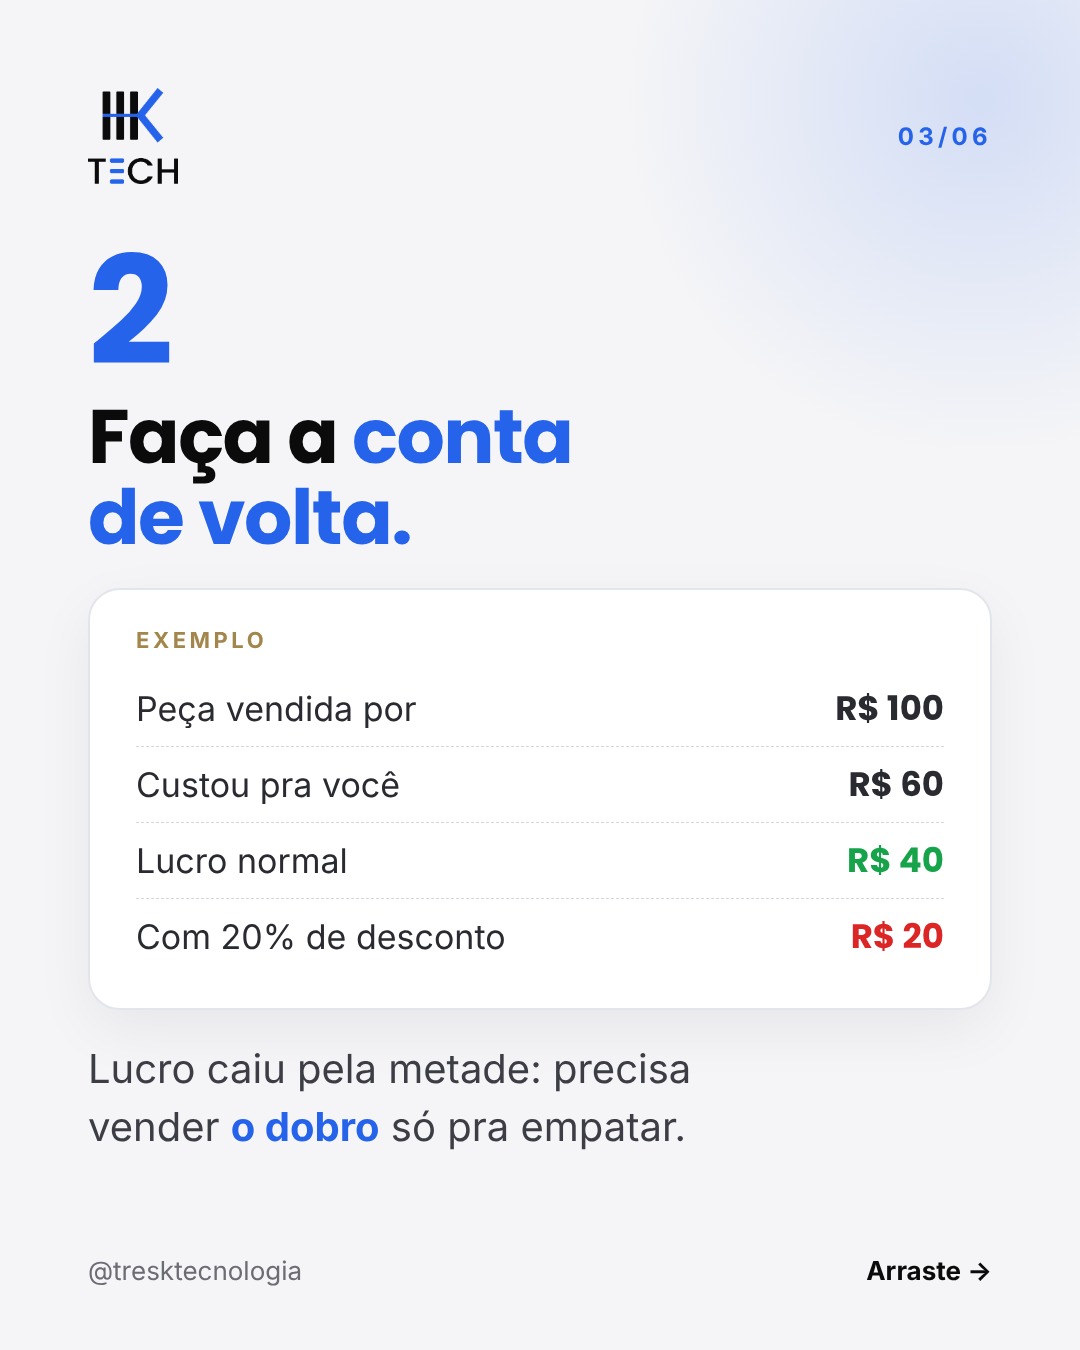 TECH
03/06
2
Faça a conta
de volta.
EXEMPLO
Peça vendida por R$ 100
Custou pra você R$ 60
Lucro normal R$ 40
Com 20% de desconto R$ 20
Lucro caiu pela metade: precisa
vender o dobro só pra empatar.
@tresktecnologia
Arraste →